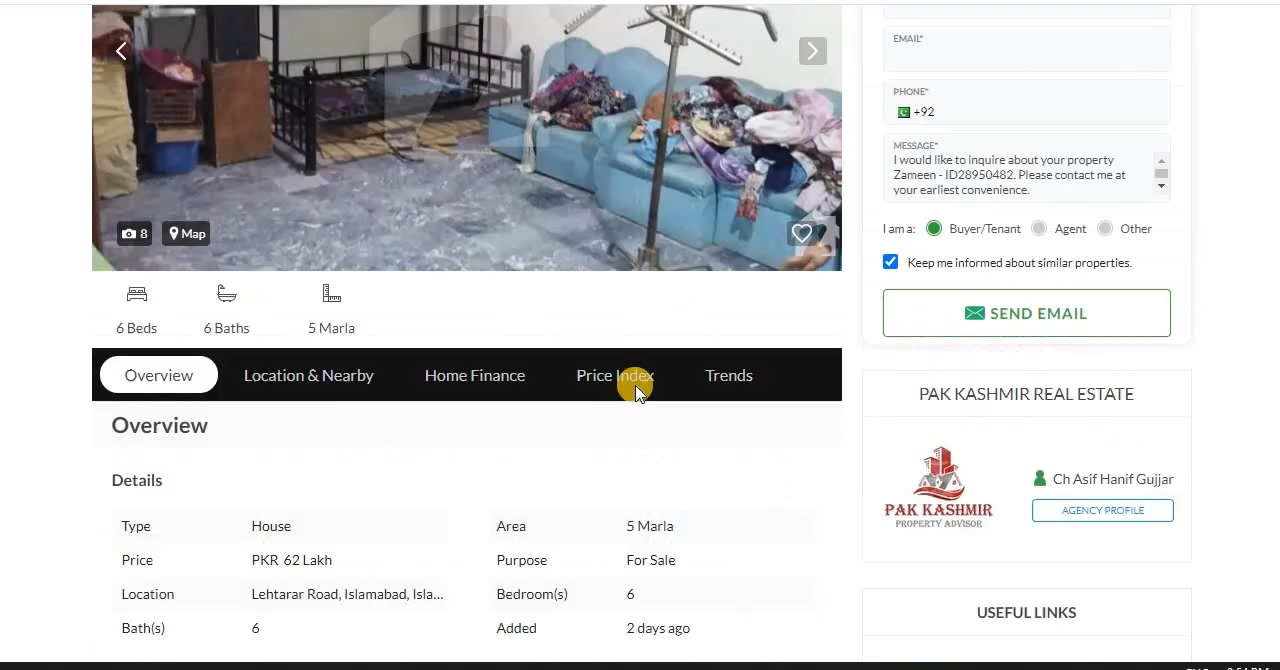 8
Map
6 Beds
6 Baths
5 Marla
Overview
Location & Nearby
Home Finance
Price Index
Trends
Overview
Details
Type
House
Area
5 Marla
Price
PKR 62 Lakh
Purpose
For Sale
Location
Lehtarar Road, Islamabad, Isla...
Bedroom(s)
6
Bath(s)
6
Added
2 days ago
EMAIL*
PHONE*
+92
MESSAGE*
I would like to inquire about your property
Zameen - ID28950482. Please contact me at
your earliest convenience.
I am a:
Buyer/Tenant
Agent
Other
Keep me informed about similar properties.
SEND EMAIL
PAK KASHMIR REAL ESTATE
PAK KASHMIR
PROPERTY ADVISOR
Ch Asif Hanif Gujjar
AGENCY PROFILE
USEFUL LINKS